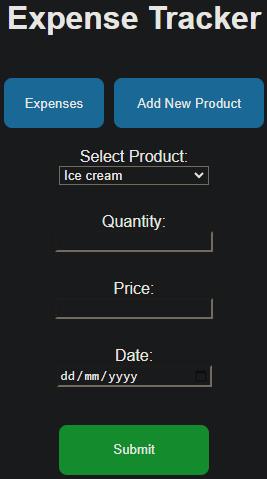 Expense Tracker
Expenses Add New Product
Select Product:
Ice cream
Quantity:
Price:
Date:
dd/mm/yyyy
Submit